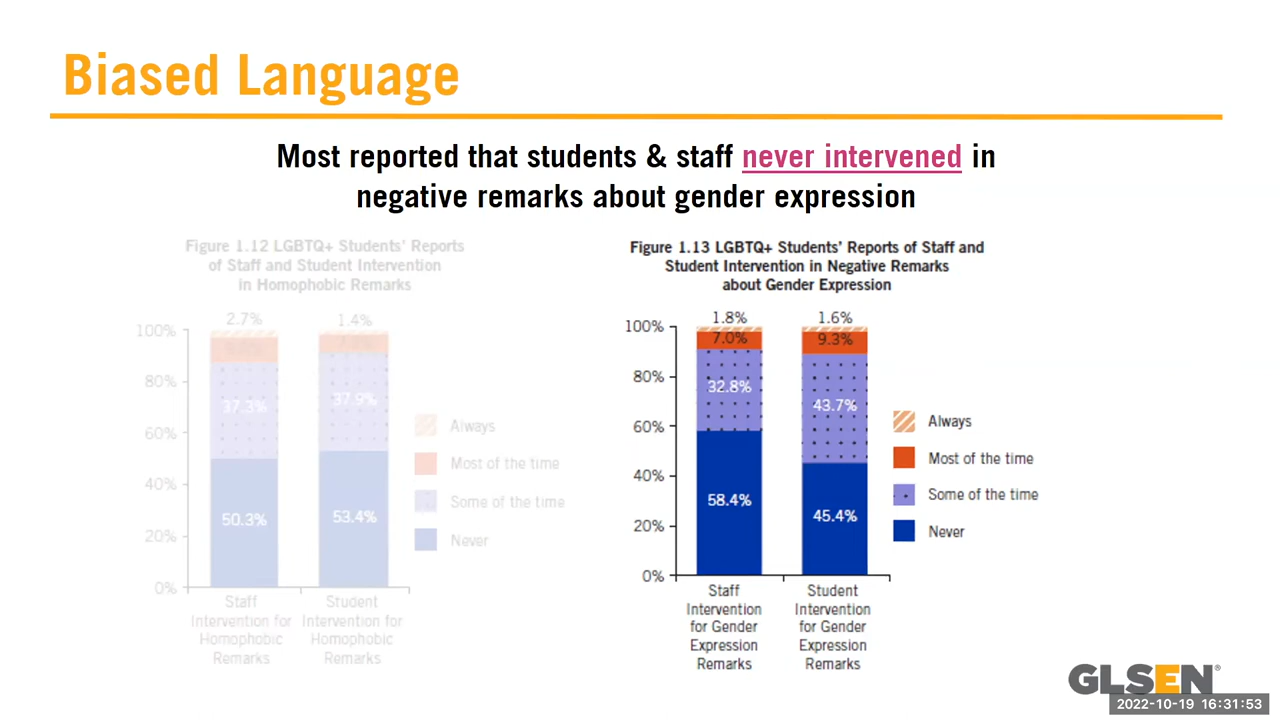 Biased Language
Most reported that students & staff never intervened in
negative remarks about gender expression
Figure 1.12 LGBTQ+ Students' Reports
of Staff and Student Intervention
in Homophobic Remarks
2.7%
1.4%
100%
80%
60%
40%
20%
0%
37.3%
37.9%
50.3%
53.4%
Always
Most of the time
Some of the time
Never
Staff
Intervention for
Homophobic
Remarks
Student
Intervention for
Homophobic
Remarks
Figure 1.13 LGBTQ+ Students' Reports of Staff and
Student Intervention in Negative Remarks
about Gender Expression
1.8%
1.6%
100%
80%
60%
40%
20%
0%
7.0%
9.3%
32.8%
43.7%
58.4%
45.4%
Always
Most of the time
Some of the time
Never
Staff
Intervention
for Gender
Expression
Remarks
Student
Intervention
for Gender
Expression
Remarks
GLSEN®
2022-10-19 16:31:53